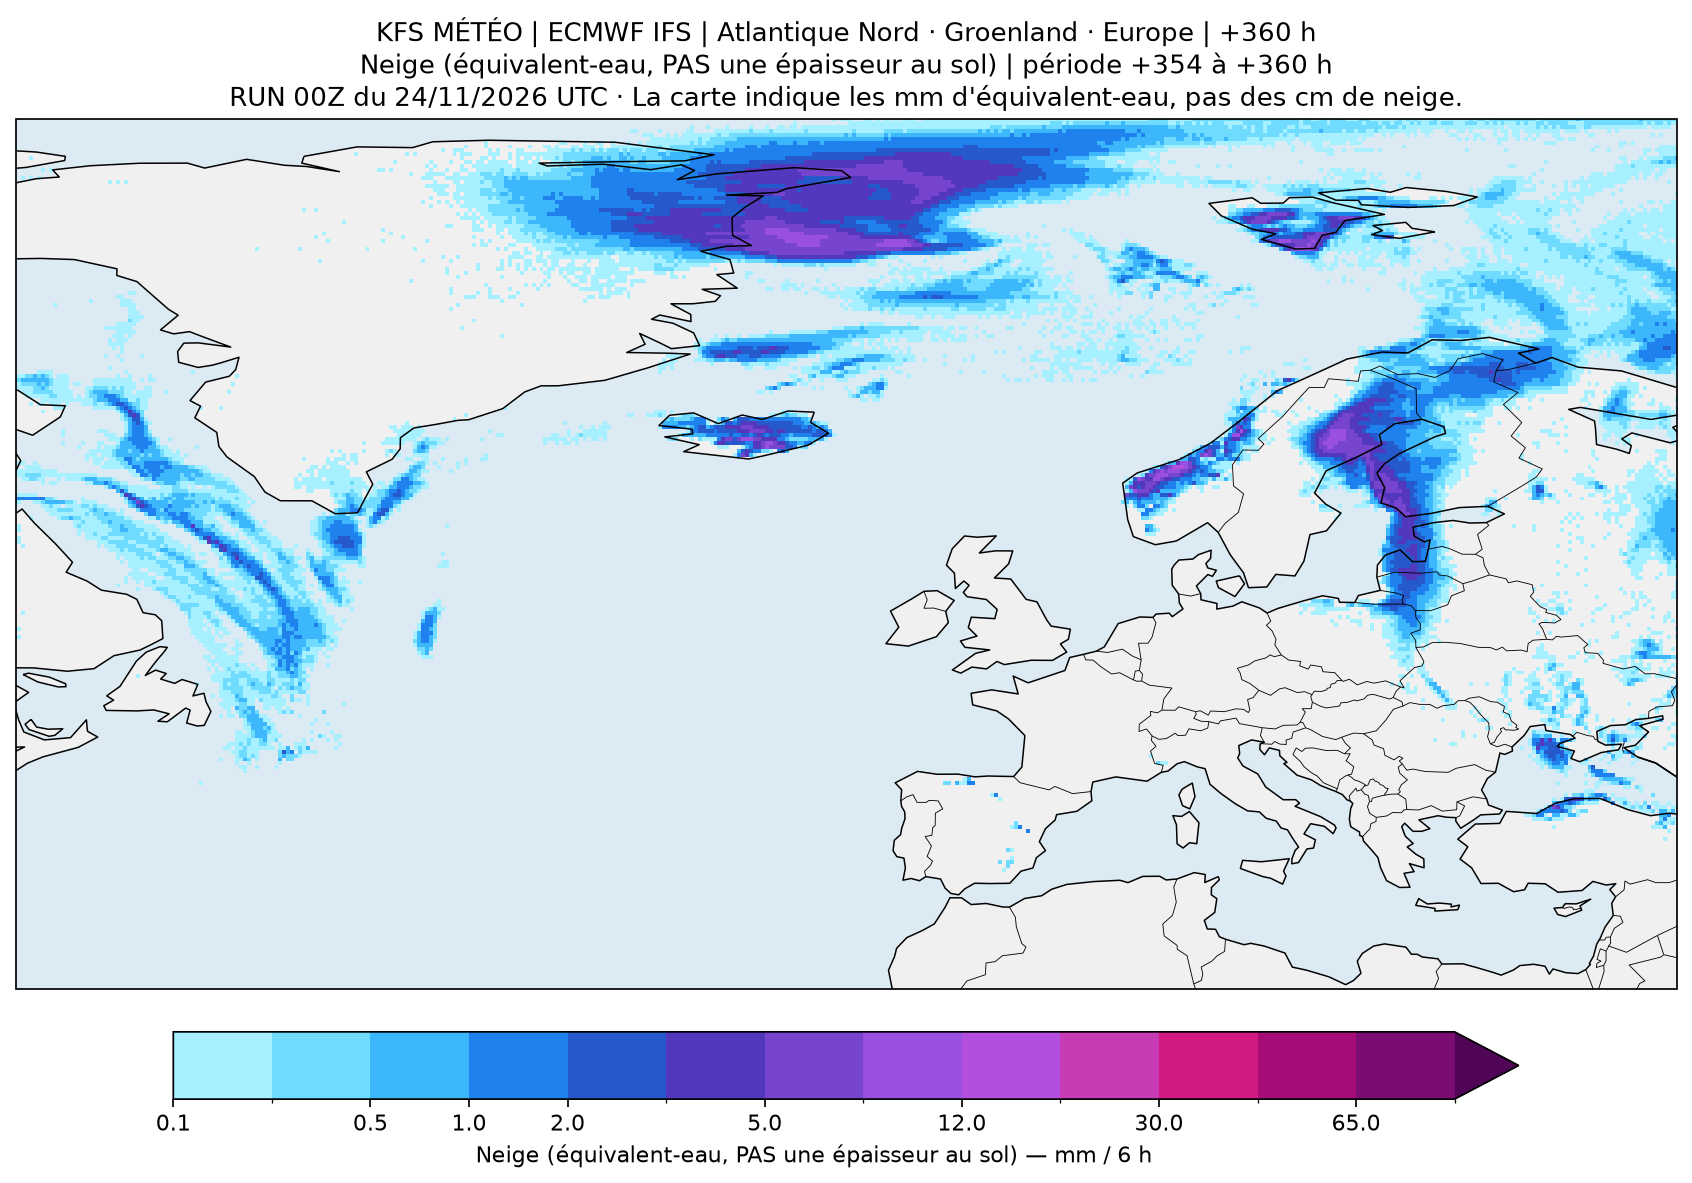 KFS MÉTÉO | ECMWF IFS | Atlantique Nord · Groenland · Europe | +360 h
Neige (équivalent-eau, PAS une épaisseur au sol) | période +354 à +360 h
RUN 00Z du 24/11/2026 UTC · La carte indique les mm d'équivalent-eau, pas des cm de neige.
0.1 0.5 1.0 2.0 5.0 12.0 30.0 65.0
Neige (équivalent-eau, PAS une épaisseur au sol) — mm / 6 h